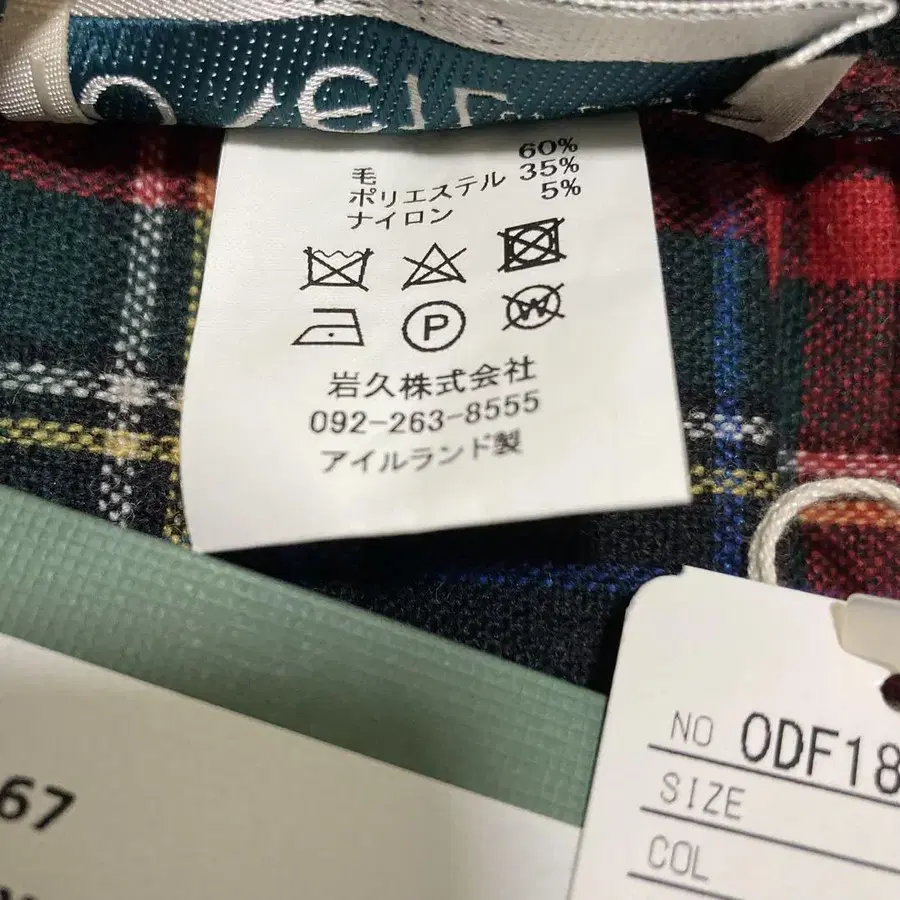 毛 60%
ポリエステル 35%
ナイロン 5%
P
W
岩久株式会社
092-263-8555
アイルランド製
67
NO ODF18
SIZE
COL